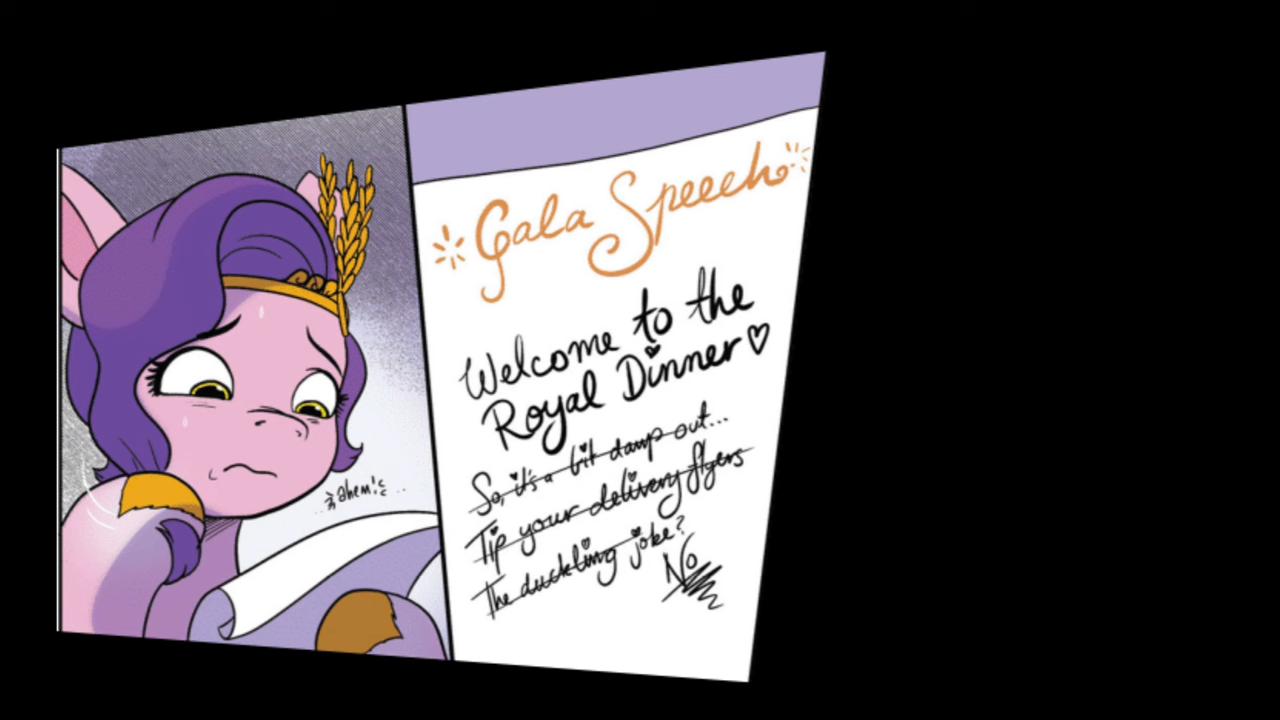 ahem!
Gala Speech
Welcome to the
Royal Dinner♡
So, it's a bit damp out...
Tip your delivery flyers
The duckling joke?
No